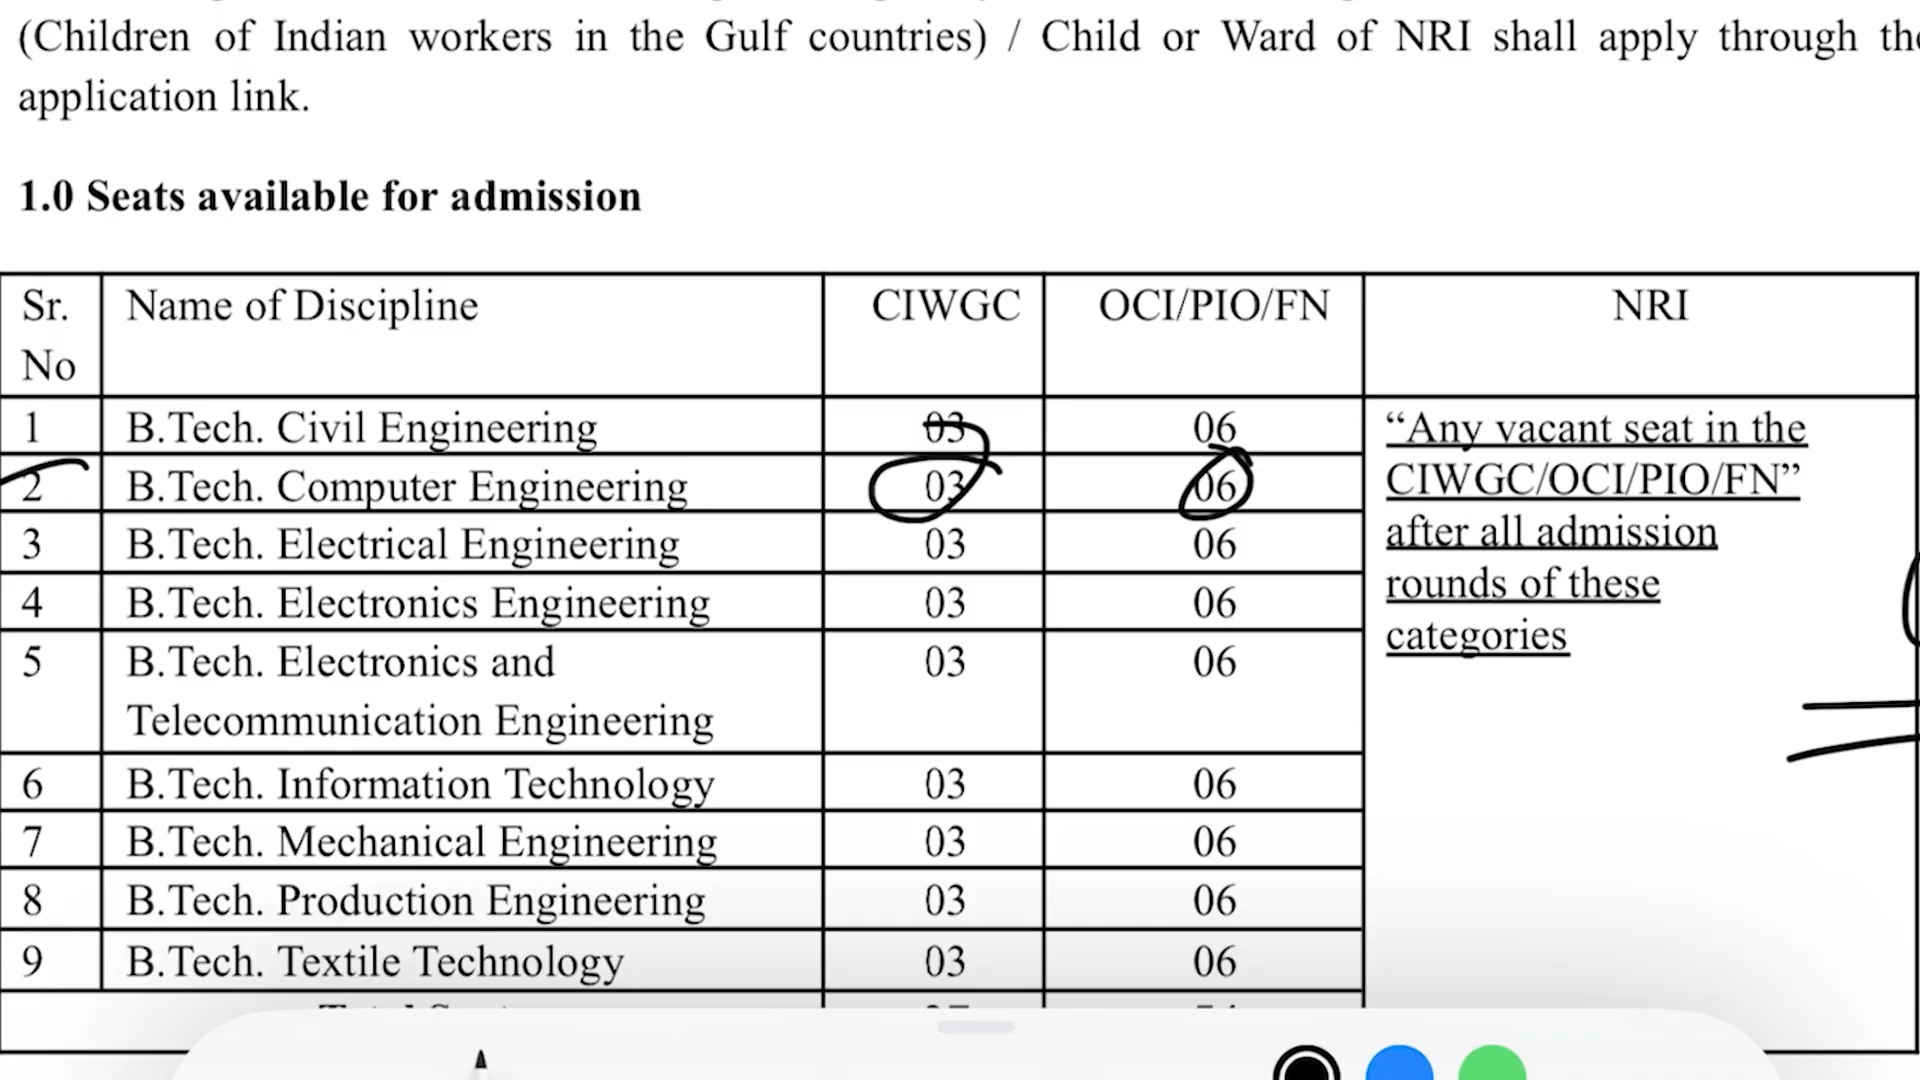 (Children of Indian workers in the Gulf countries) / Child or Ward of NRI shall apply through
application link.
1.0 Seats available for admission
Sr. No Name of Discipline CIWGC OCI/PIO/FN NRI
1 B.Tech. Civil Engineering 03 06
2 B.Tech. Computer Engineering 03 06
3 B.Tech. Electrical Engineering 03 06
4 B.Tech. Electronics Engineering 03 06
5 B.Tech. Electronics and 03 06
Telecommunication Engineering
6 B.Tech. Information Technology 03 06
7 B.Tech. Mechanical Engineering 03 06
8 B.Tech. Production Engineering 03 06
9 B.Tech. Textile Technology 03 06
“Any vacant seat in the
CIWGC/OCI/PIO/FN”
after all admission
rounds of these
categories